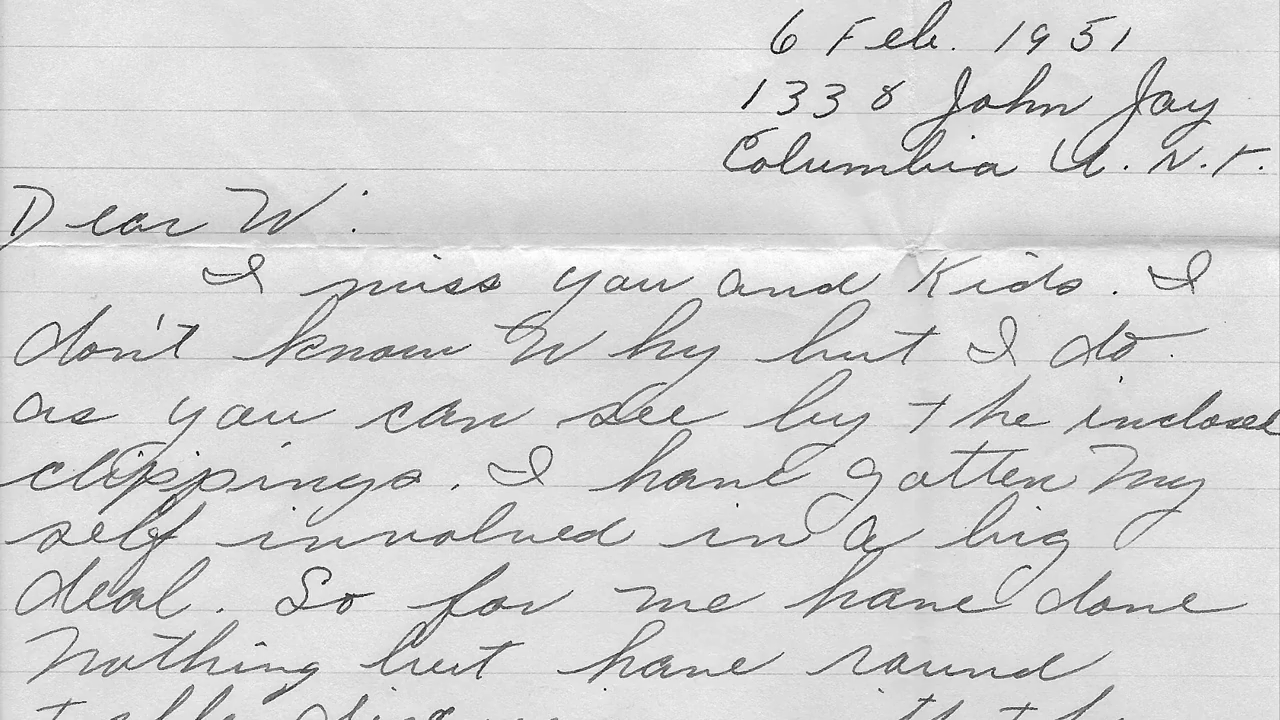 6 Feb. 1951
1338 John Jay
Columbia U. N.Y.
Dear W:
I miss you and Kids. I
don't know Why but I do.
as you can see by the inclosed
clippings. I have gotten my
self involved in a big
deal. So far we have done
Nothing but have round